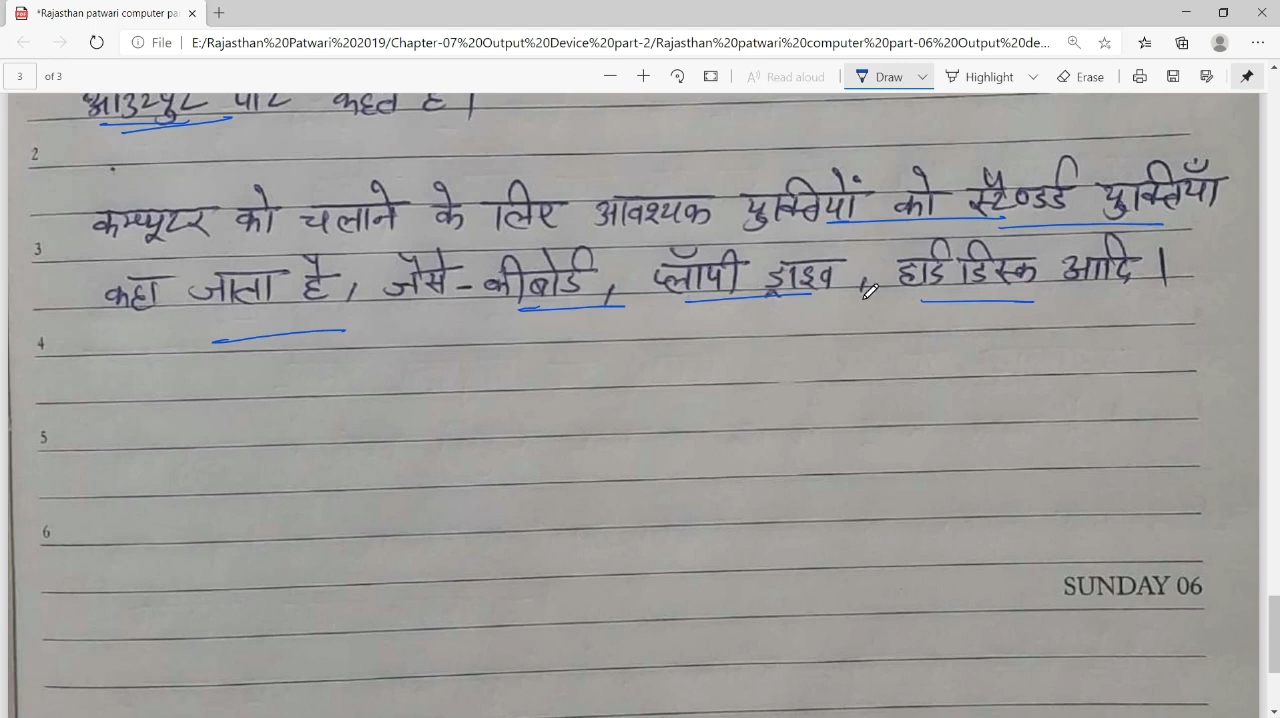 *Rajasthan patwari computer pa
File E:/Rajasthan%20Patwari%202019/Chapter-07%20Output%20Device%20part-2/Rajasthan%20patwari%20computer%20part-06%20Output%20de...
3 of 3 Read aloud Draw Highlight Erase
आउटपुट पोर्ट कहते हैं।
2
कम्प्यूटर को चलाने के लिए आवश्यक युक्तियों को स्टैण्डर्ड युक्तियाँ
3
कहा जाता है, जैसे - कीबोर्ड, फ्लॉपी ड्राइव, हार्ड डिस्क आदि।
4
5
6
SUNDAY 06